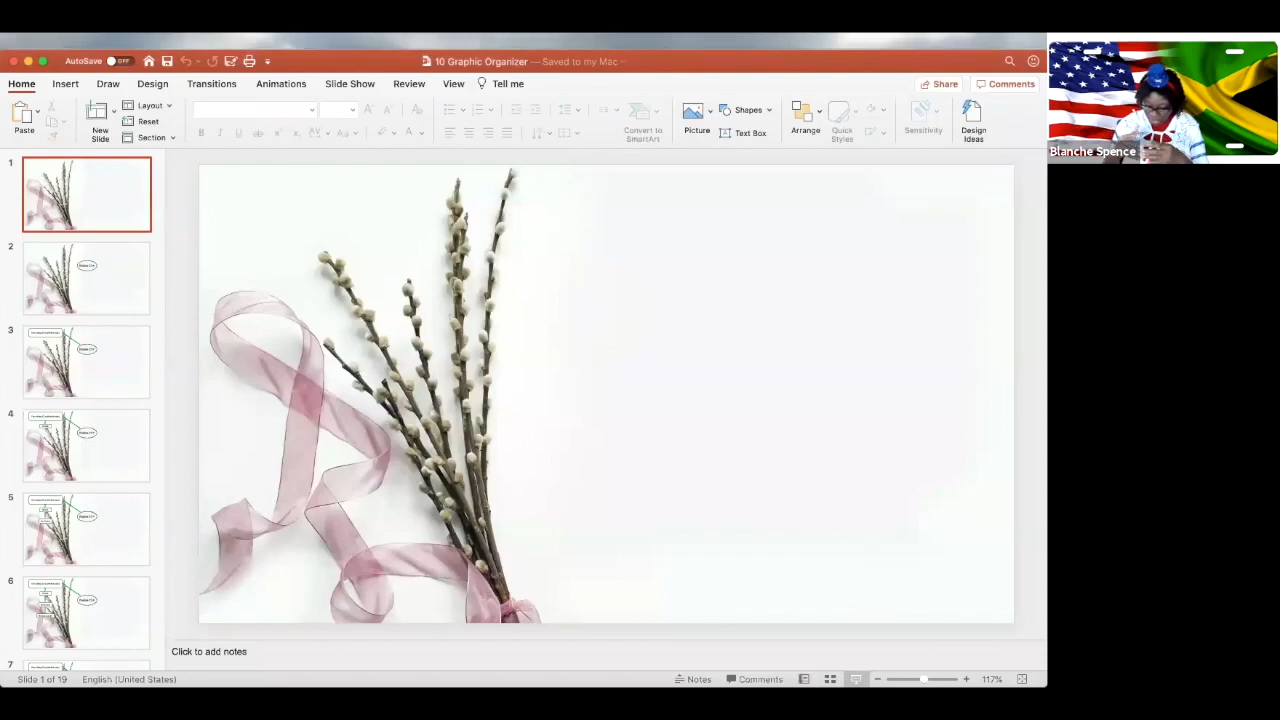 AutoSave OFF
10 Graphic Organizer — Saved to my Mac
Home Insert Draw Design Transitions Animations Slide Show Review View Tell me
Share Comments
Paste
New
Slide
Layout
Reset
Section
Convert to
SmartArt
Picture
Shapes
Text Box
Arrange
Quick
Styles
Sensitivity
Design
Ideas
Blanche Spence
1
2
3
4
5
6
7
Click to add notes
Slide 1 of 19 English (United States)
Notes Comments 117%